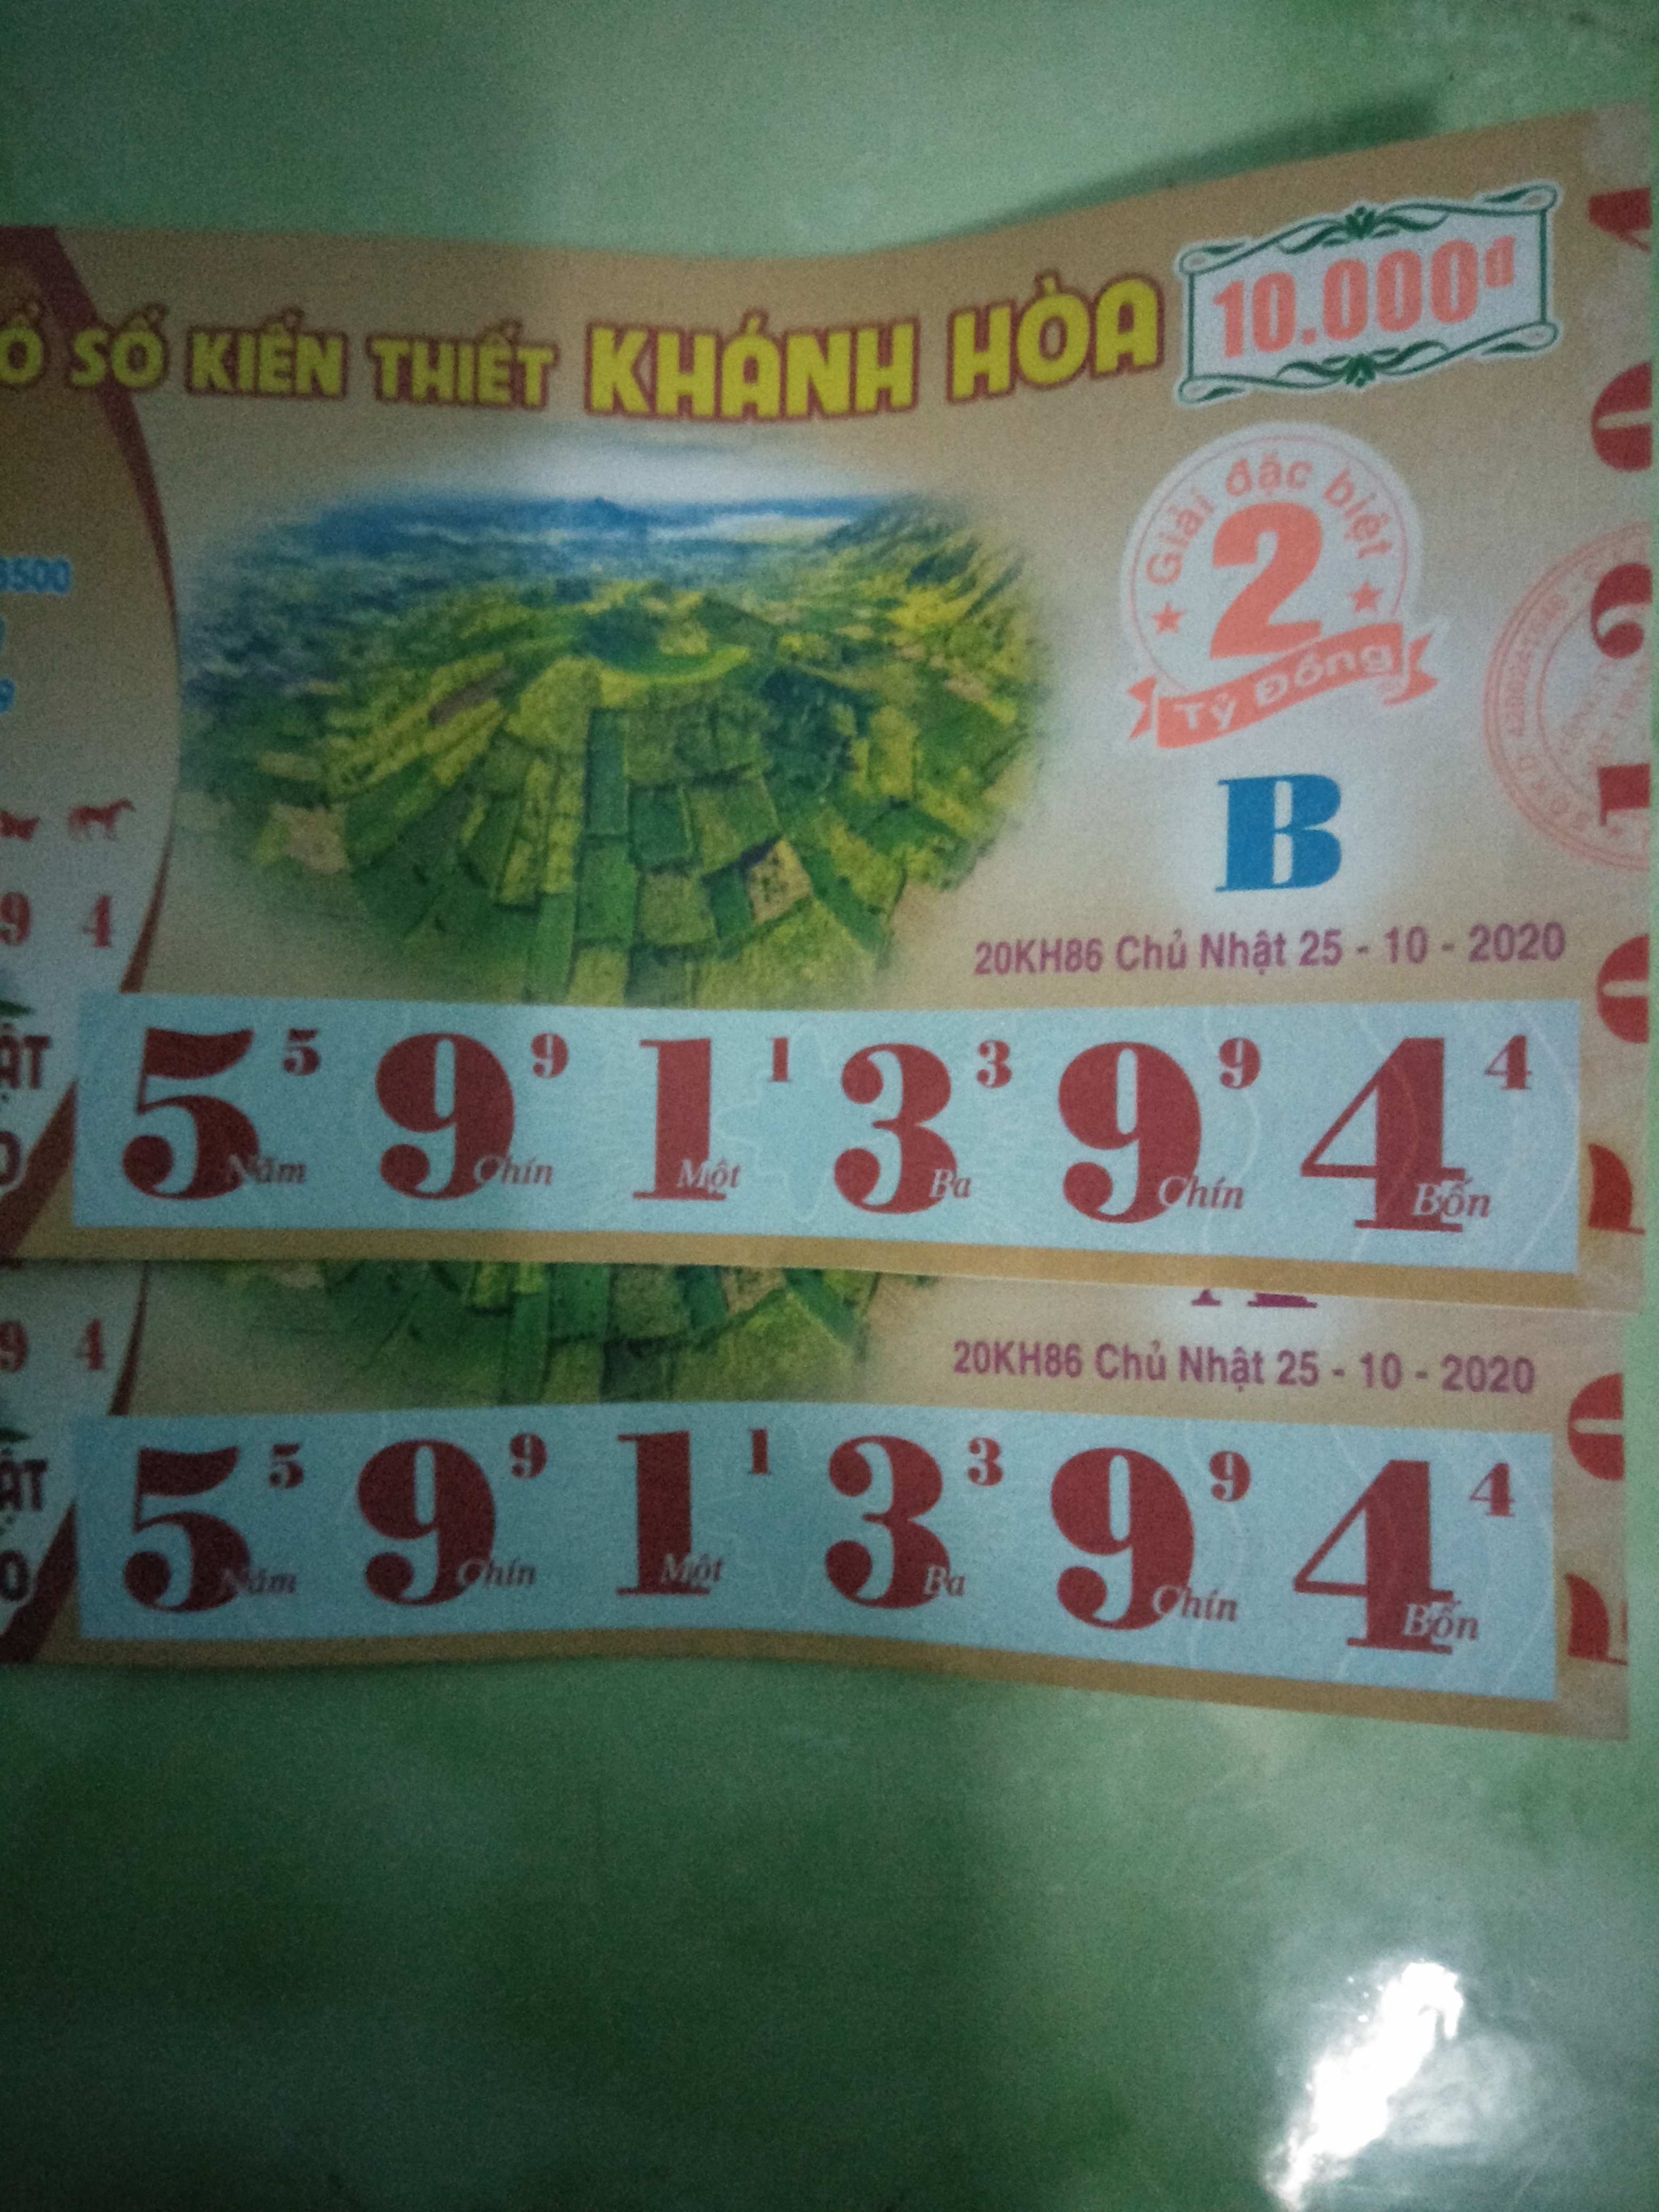 SỐ KIẾN THIẾT KHÁNH HÒA
10.000đ
Giải đặc biệt
2
Tỷ Đồng
B
20KH86 Chủ Nhật 25 - 10 - 2020
9 4
5 9 1 3 9 4
5 9 1 3 9 4
Năm Chín Một Ba Chín Bốn
20KH86 Chủ Nhật 25 - 10 - 2020
9 4
5 9 1 3 9 4
5 9 1 3 9 4
Năm Chín Một Ba Chín Bốn